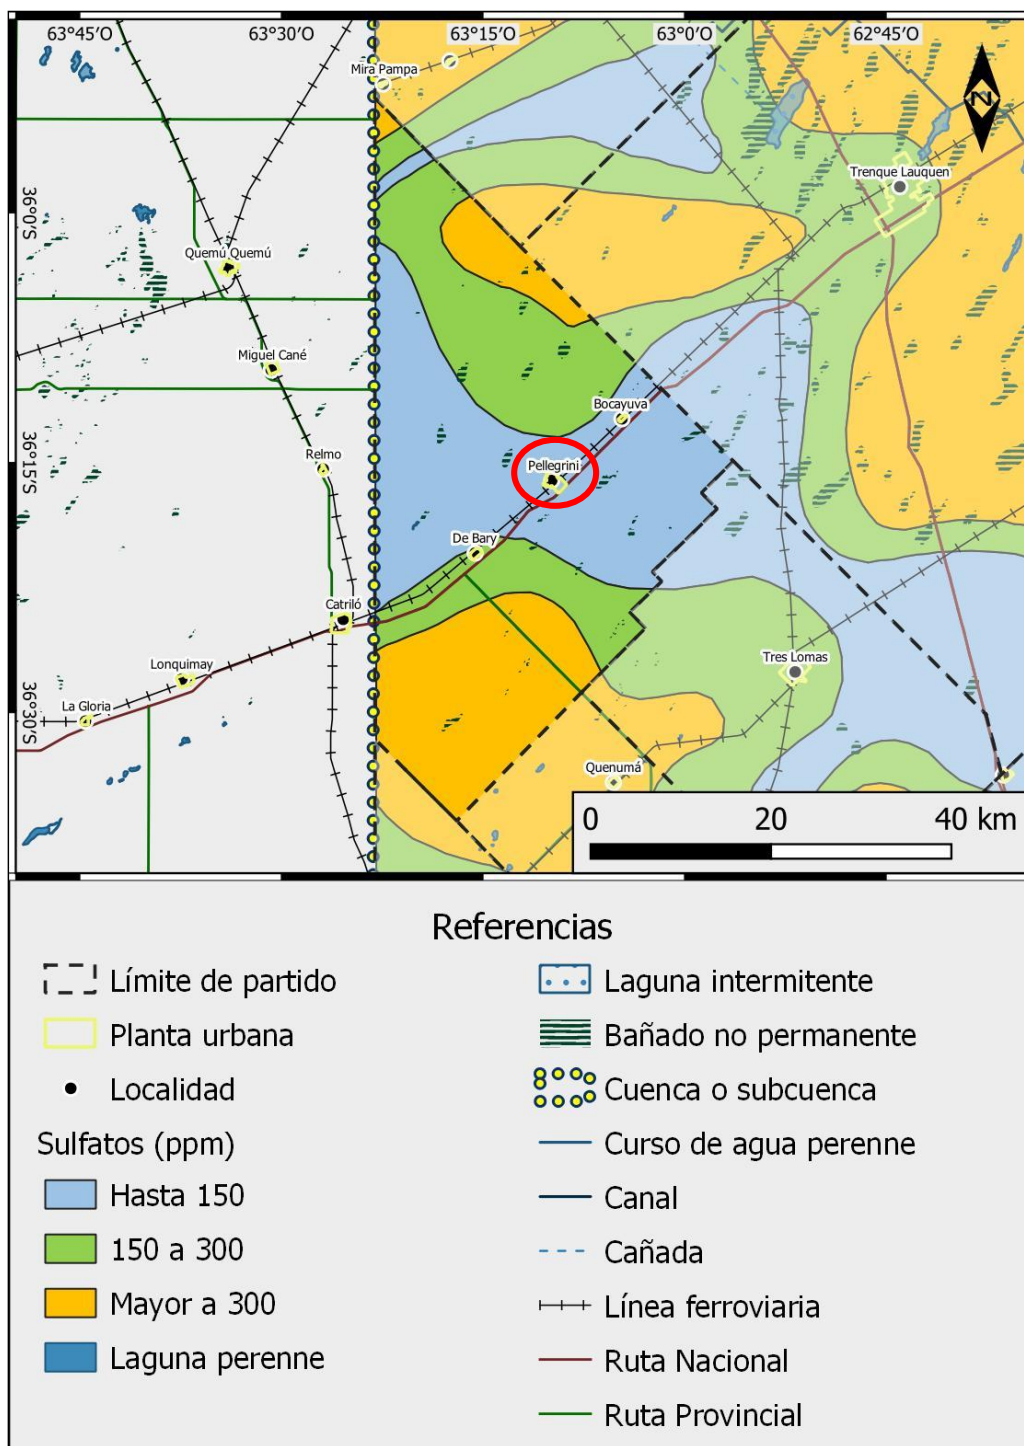 63°45'O 63°30'O 63°15'O 63°0'O 62°45'O
Mira Pampa
N
Trenque Lauquen
36°0'S
Quemú Quemú
Miguel Cané
Bocayuva
Relmo
Pellegrini
36°15'S
De Bary
Catriló
Lonquimay
Tres Lomas
La Gloria
36°30'S
Quenumá
0 20 40 km
Referencias
Límite de partido
Planta urbana
Localidad
Sulfatos (ppm)
Hasta 150
150 a 300
Mayor a 300
Laguna perenne
Laguna intermitente
Bañado no permanente
Cuenca o subcuenca
Curso de agua perenne
Canal
Cañada
Línea ferroviaria
Ruta Nacional
Ruta Provincial